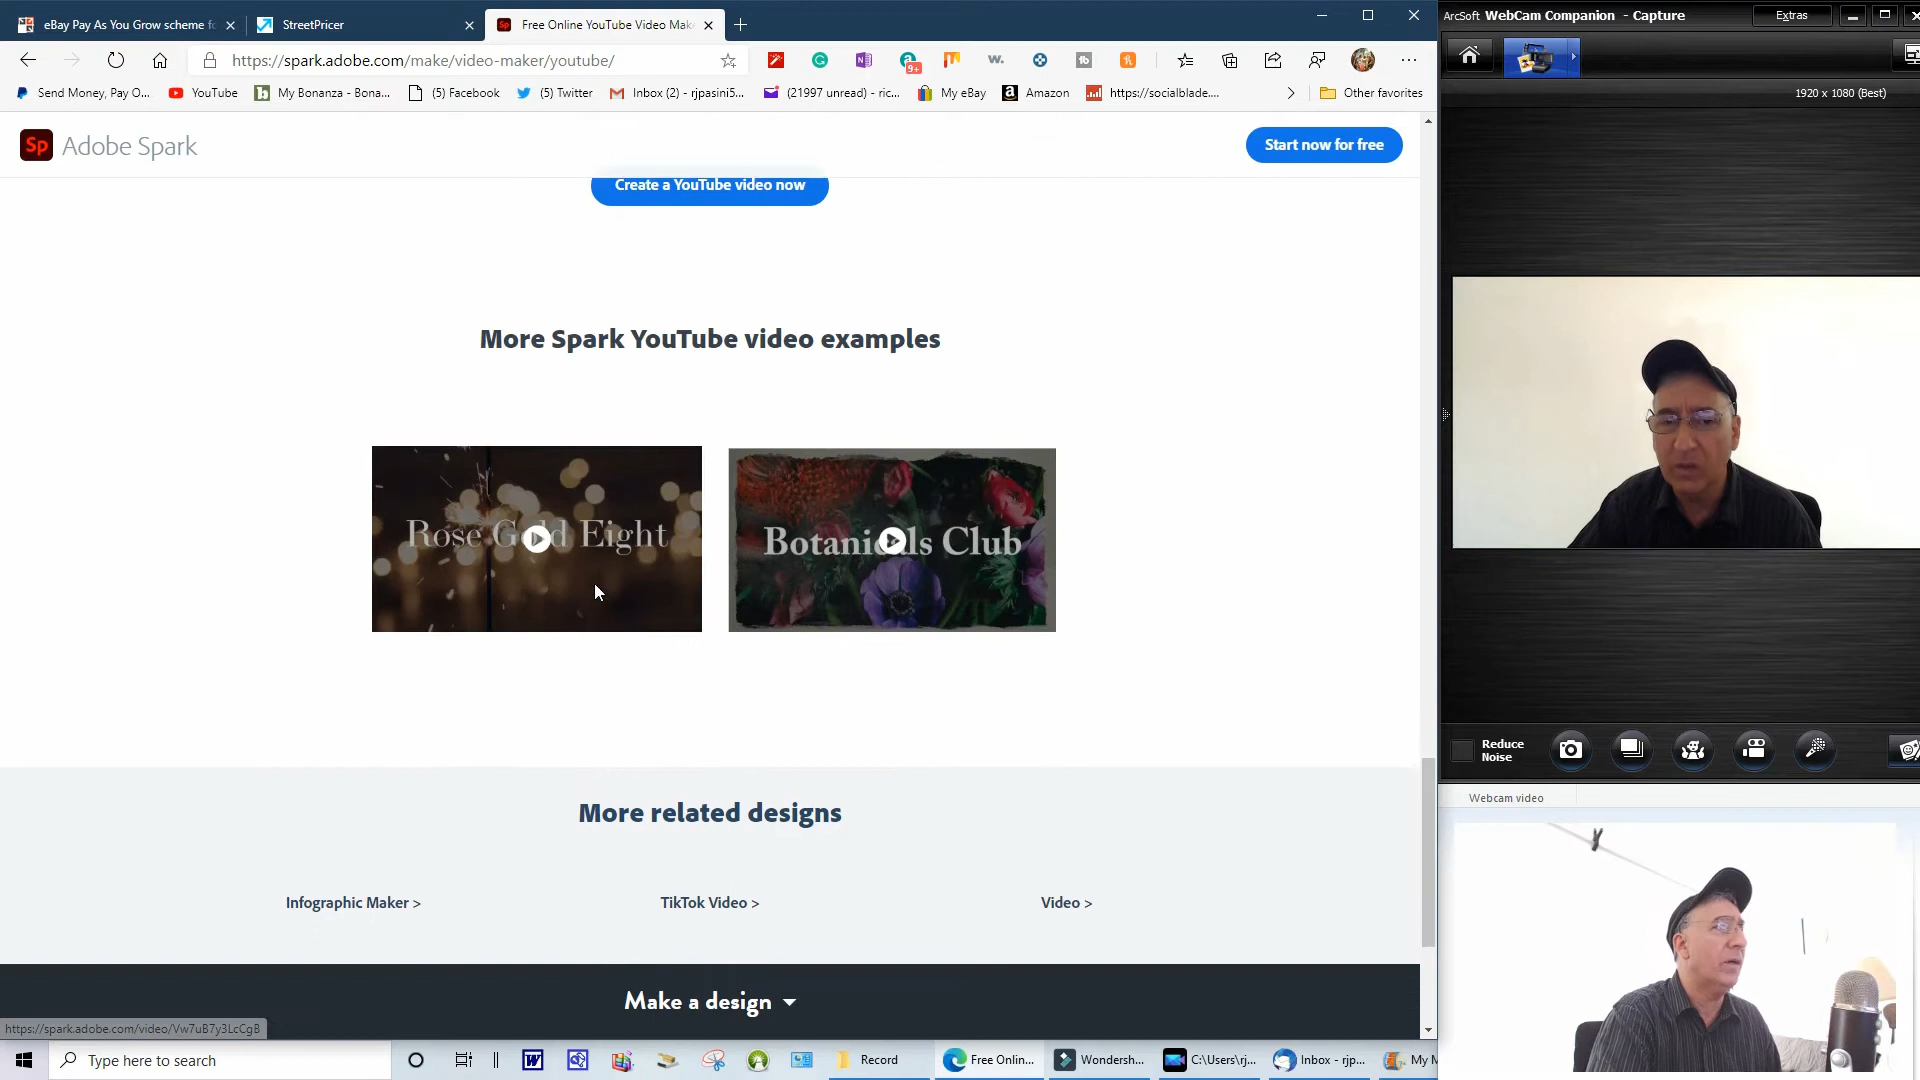 eBay Pay As You Grow scheme fo
StreetPricer
Free Online YouTube Video Mak
https://spark.adobe.com/make/video-maker/youtube/
9+
Send Money, Pay O...
YouTube
My Bonanza - Bona...
(5) Facebook
(5) Twitter
Inbox (2) - rjpasini5...
(21997 unread) - ric...
My eBay
Amazon
https://socialblade....
Other favorites
Sp Adobe Spark
Start now for free
Create a YouTube video now
More Spark YouTube video examples
Rose Gold Eight
Botanicals Club
More related designs
Infographic Maker >
TikTok Video >
Video >
Make a design
https://spark.adobe.com/video/Vw7uB7y3LcCgB
Type here to search
Record
Free Onlin...
Wondersh...
C:\Users\rj...
Inbox - rjp...
My M
ArcSoft WebCam Companion - Capture
Extras
1920 x 1080 (Best)
Reduce
Noise
Webcam video